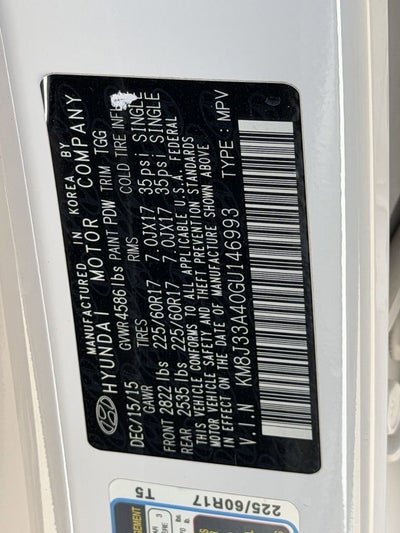 MANUFACTURED IN KOREA BY
HYUNDAI MOTOR COMPANY
DEC/15/15 GVWR 4586 lbs PAINT PDW TRIM TGG
GAWR TIRES RIMS COLD TIRE INFL
FRONT 2822 lbs 225/60R17 7.0JX17 35psi SINGLE
REAR 2535 lbs 225/60R17 7.0JX17 35psi SINGLE
THIS VEHICLE CONFORMS TO ALL APPLICABLE U.S.A. FEDERAL
MOTOR VEHICLE SAFETY AND THEFT PREVENTION STANDARDS
IN EFFECT ON THE DATE OF MANUFACTURE SHOWN ABOVE
V.I.N KM8J33A40GU146993 TYPE : MPV
225/60R17
T5